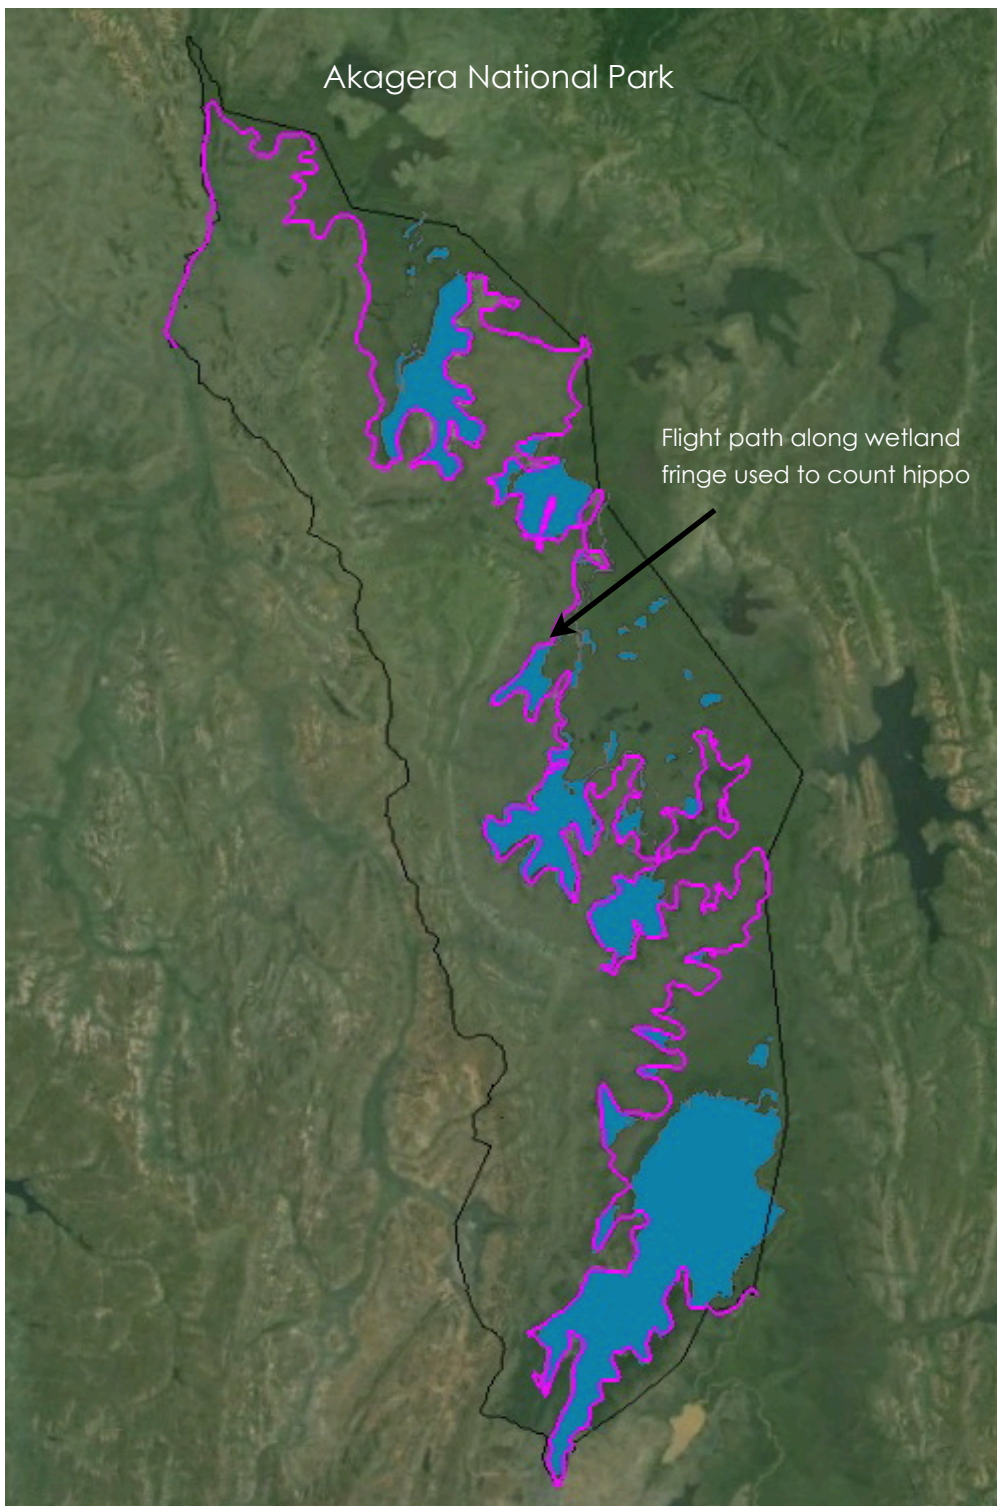 Akagera National Park
Flight path along wetland
fringe used to count hippo